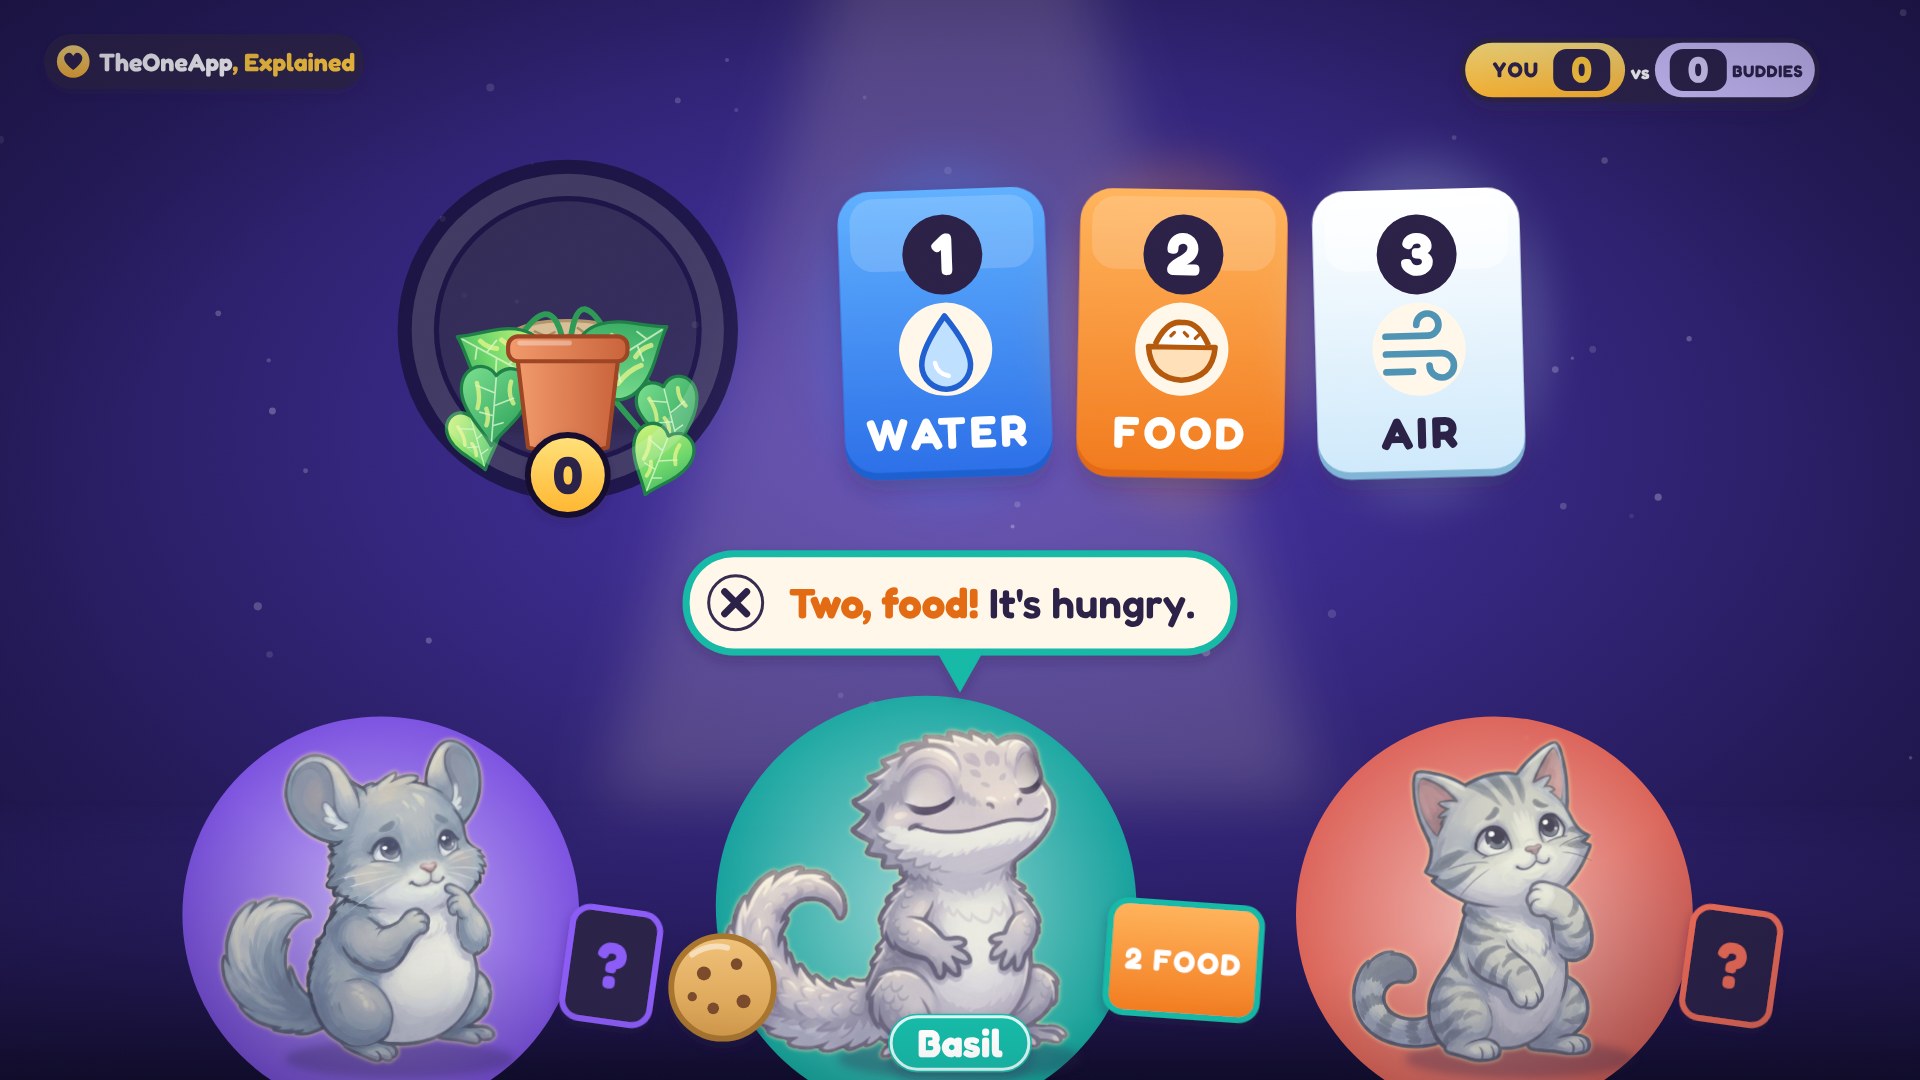 TheOneApp, Explained
YOU 0 vs 0 BUDDIES
1
WATER
2
FOOD
3
AIR
0
Two, food! It's hungry.
?
2 FOOD
?
Basil